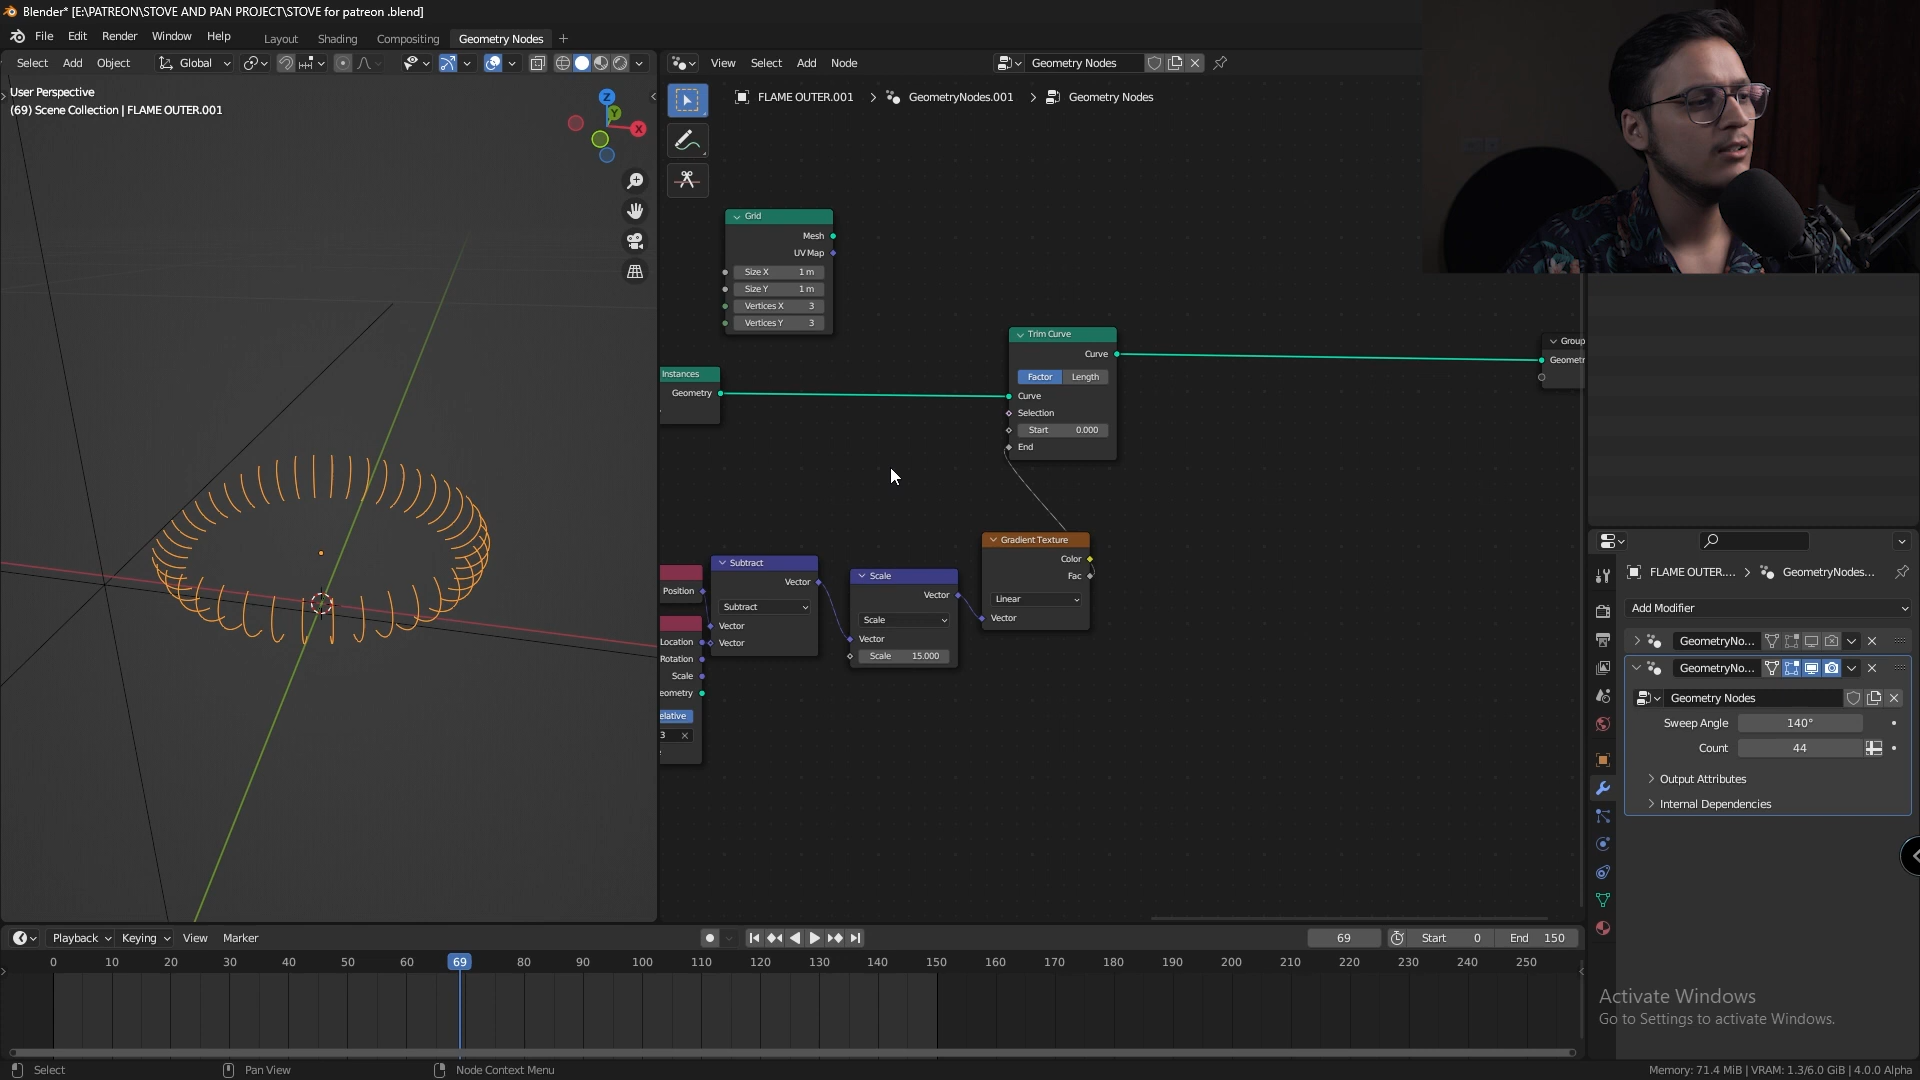 Blender* [E:\PATREON\STOVE AND PAN PROJECT\STOVE for patreon .blend]
File Edit Render Window Help Layout Shading Compositing Geometry Nodes
Select Add Object Global
View Select Add Node Geometry Nodes
User Perspective
(69) Scene Collection | FLAME OUTER.001
Z
Y
X
FLAME OUTER.001 GeometryNodes.001 Geometry Nodes
Grid
Mesh
UV Map
Size X 1 m
Size Y 1 m
Vertices X 3
Vertices Y 3
Instances
Geometry
Trim Curve
Curve
Factor Length
Curve
Selection
Start 0.000
End
Group
Geometr
Position
Location
Rotation
Scale
eometry
elative
3
Subtract
Vector
Subtract
Vector
Vector
Scale
Vector
Scale
Vector
Scale 15.000
Gradient Texture
Color
Fac
Linear
Vector
FLAME OUTER.... GeometryNodes...
Add Modifier
GeometryNo...
GeometryNo...
Geometry Nodes
Sweep Angle 140°
Count 44
Output Attributes
Internal Dependencies
Playback Keying View Marker
69 Start 0 End 150
0 10 20 30 40 50 60 69 80 90 100 110 120 130 140 150 160 170 180 190 200 210 220 230 240 250
Activate Windows
Go to Settings to activate Windows.
Select Pan View Node Context Menu
Memory: 71.4 MiB | VRAM: 1.3/6.0 GiB | 4.0.0 Alpha